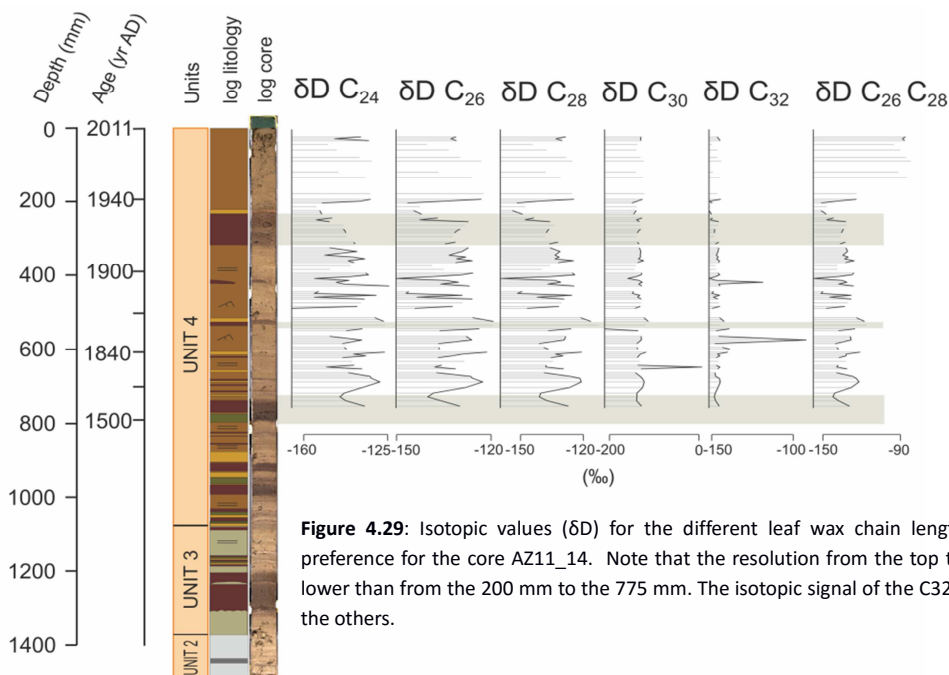 Depth (mm) Age (yr AD) Units log litology log core
δD C24 δD C26 δD C28 δD C30 δD C32 δD C26 C28
0 2011
200 1940
400 1900
600 1840
800 1500
1000
1200
1400
UNIT 4
UNIT 3
UNIT 2
-160 -125 -150 -120 -150 -120 -200 0 -150 -100 -150 -90
(‰)
Figure 4.29: Isotopic values (δD) for the different leaf wax chain leng
preference for the core AZ11_14. Note that the resolution from the top t
lower than from the 200 mm to the 775 mm. The isotopic signal of the C32
the others.